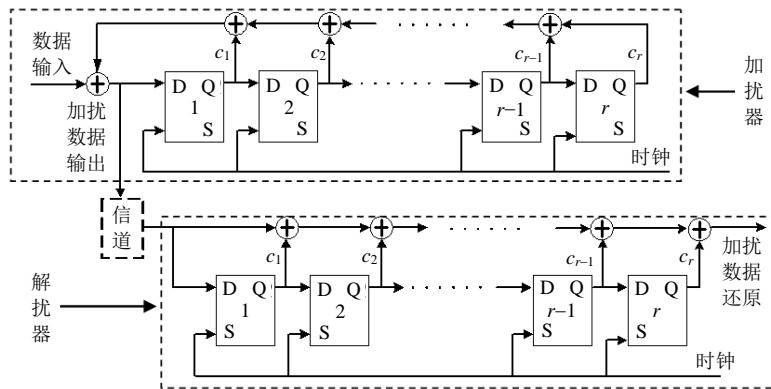 数据
输入
加扰
数据
输出
c1
c2
cr−1
cr
D Q
1
S
D Q
2
S
D Q
r−1
S
D Q
r
S
时钟
加
扰
器
信
道
c1
c2
cr−1
cr
D Q
1
S
D Q
2
S
D Q
r−1
S
D Q
r
S
时钟
加扰
数据
还原
解
扰
器